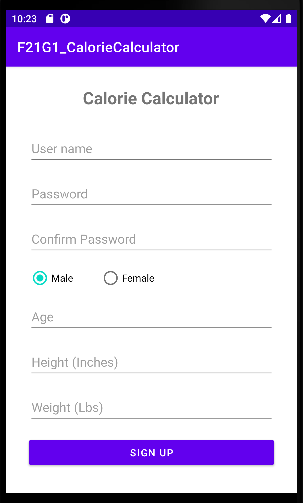 10:23
F21G1_CalorieCalculator
Calorie Calculator
User name
Password
Confirm Password
Male Female
Age
Height (Inches)
Weight (Lbs)
SIGN UP